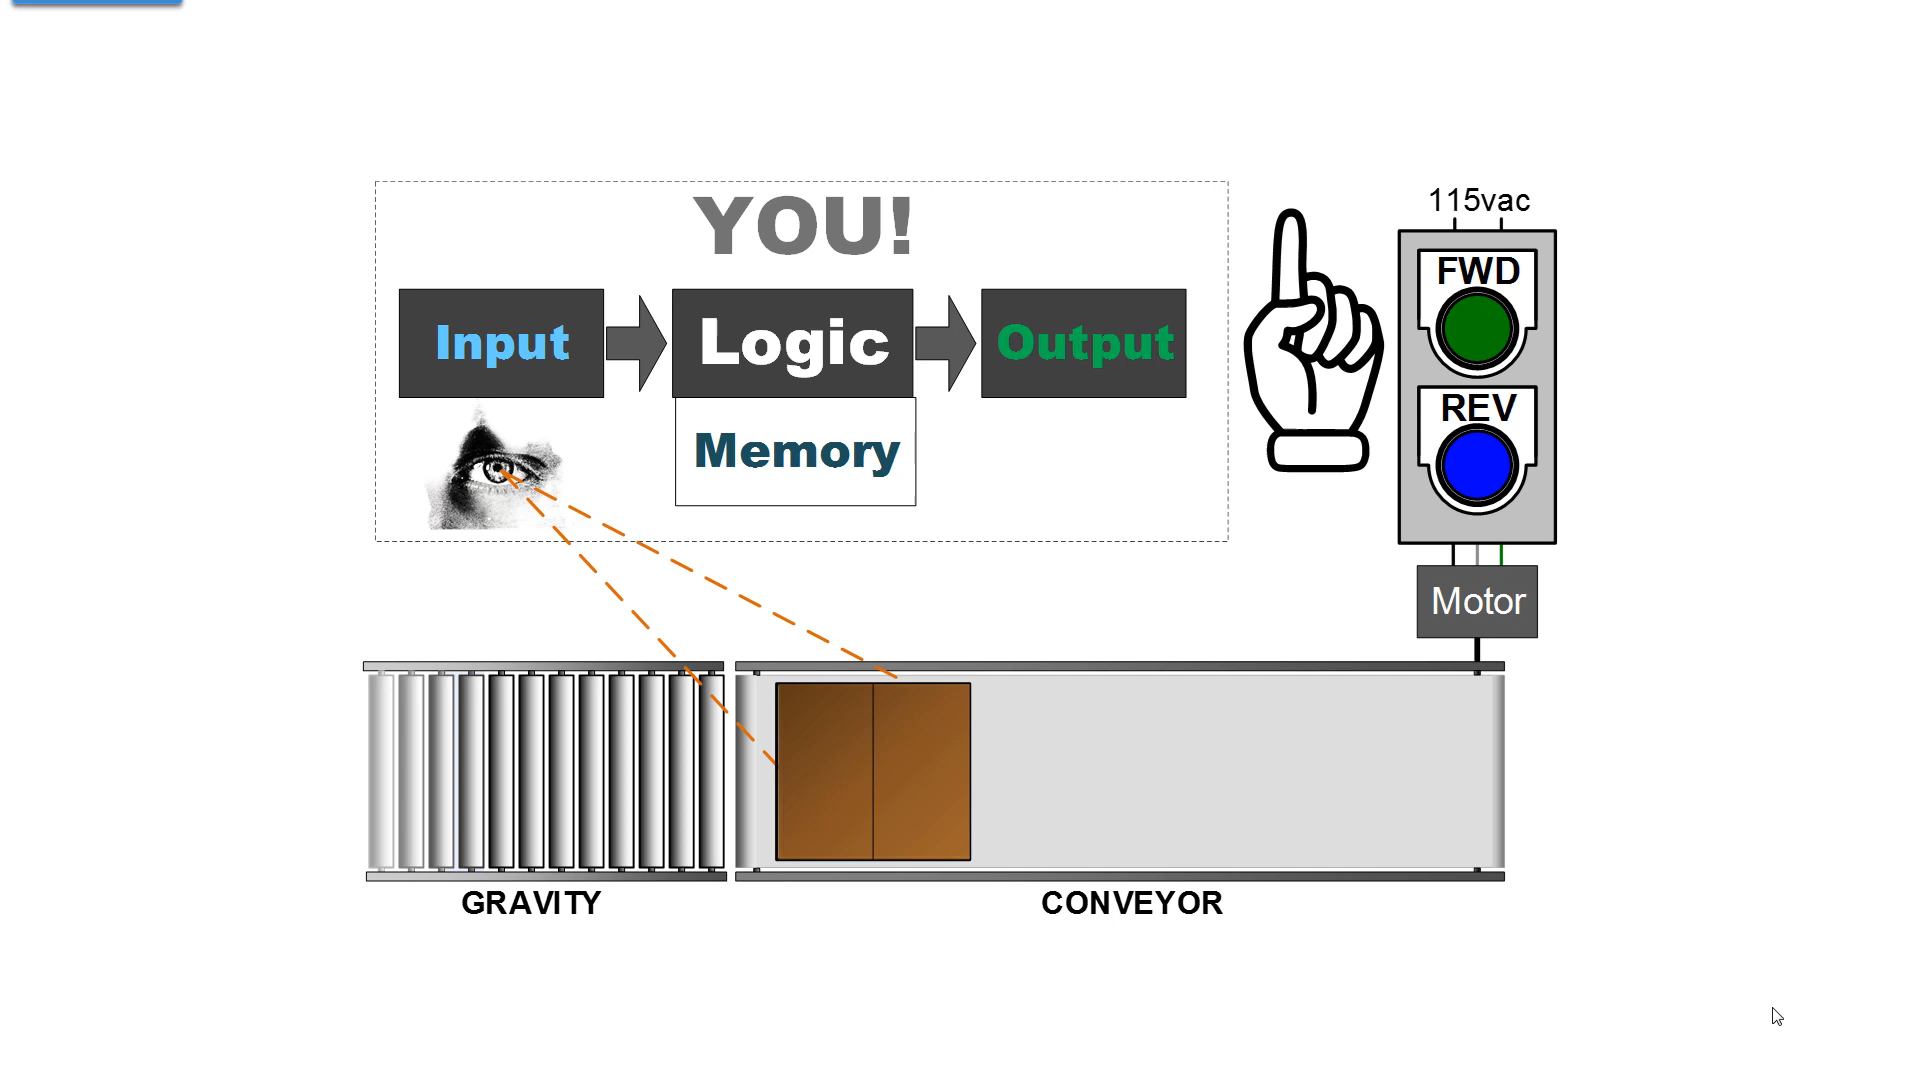 YOU!
Input
Logic
Output
Memory
115vac
FWD
REV
Motor
GRAVITY
CONVEYOR